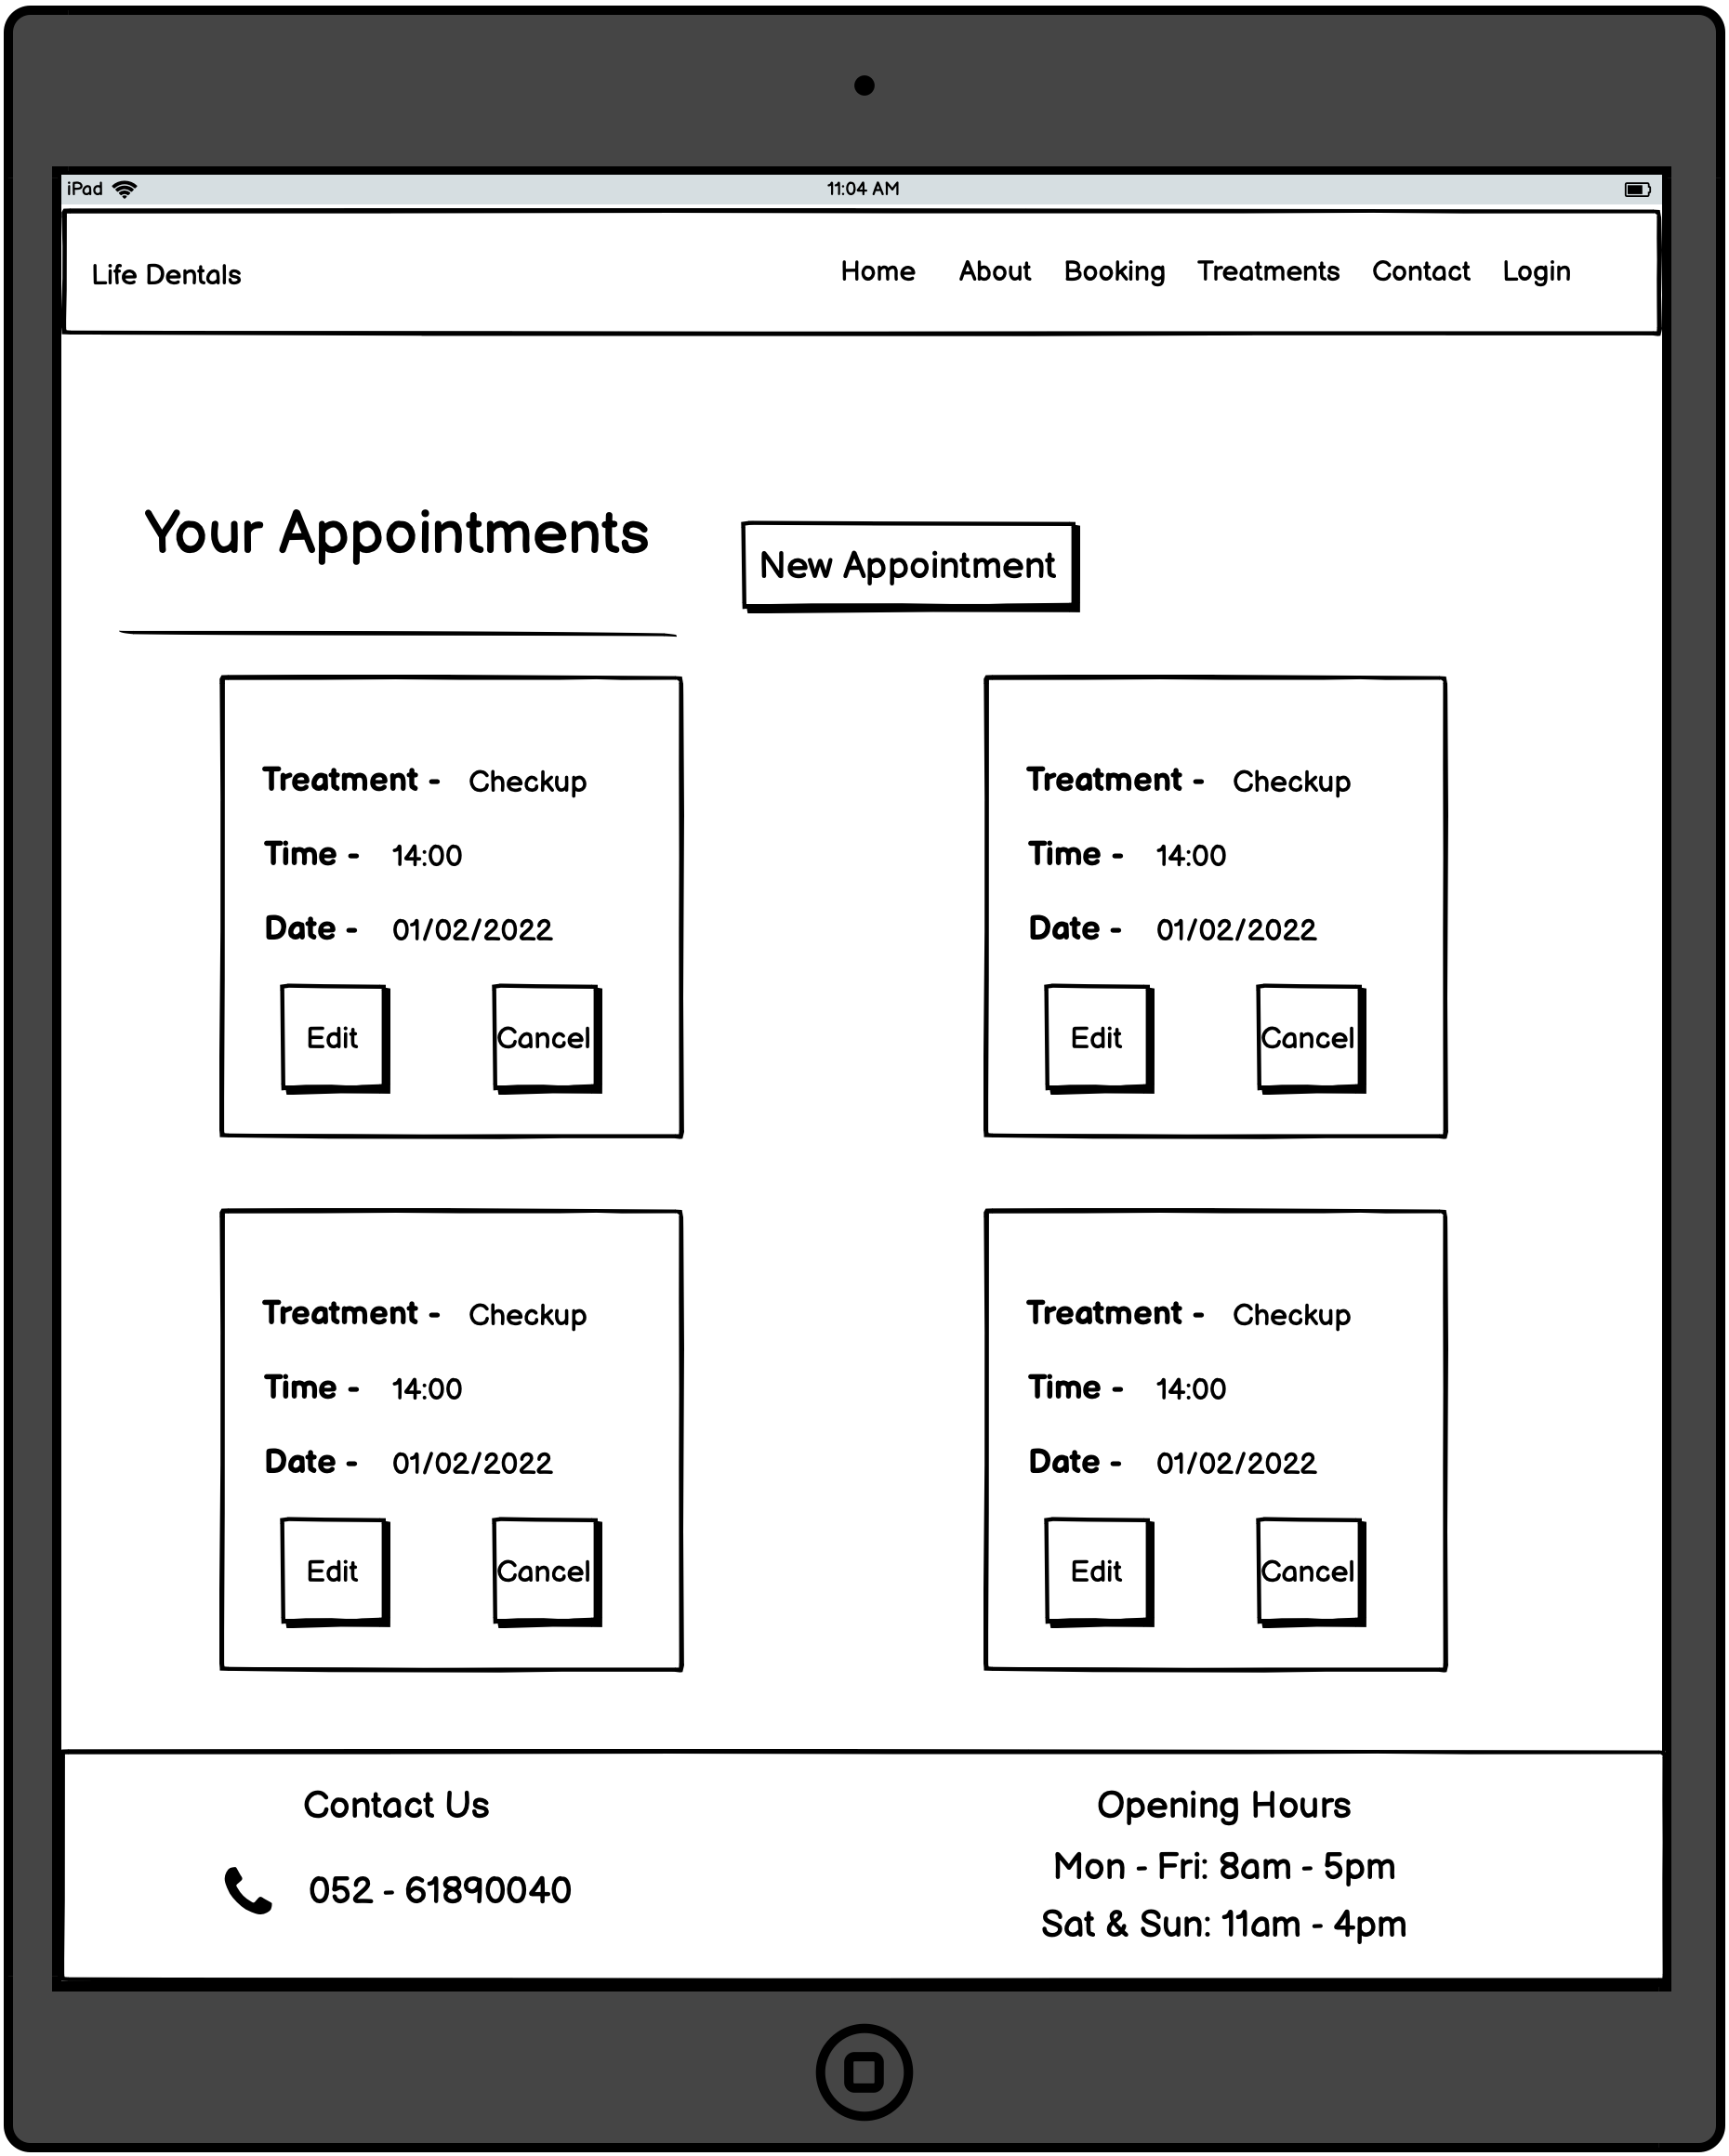 iPad 11:04 AM
Life Dentals Home About Booking Treatments Contact Login
Your Appointments
New Appointment
Treatment - Checkup
Time - 14:00
Date - 01/02/2022
Edit Cancel
Treatment - Checkup
Time - 14:00
Date - 01/02/2022
Edit Cancel
Treatment - Checkup
Time - 14:00
Date - 01/02/2022
Edit Cancel
Treatment - Checkup
Time - 14:00
Date - 01/02/2022
Edit Cancel
Contact Us
052 - 61890040
Opening Hours
Mon - Fri: 8am - 5pm
Sat & Sun: 11am - 4pm